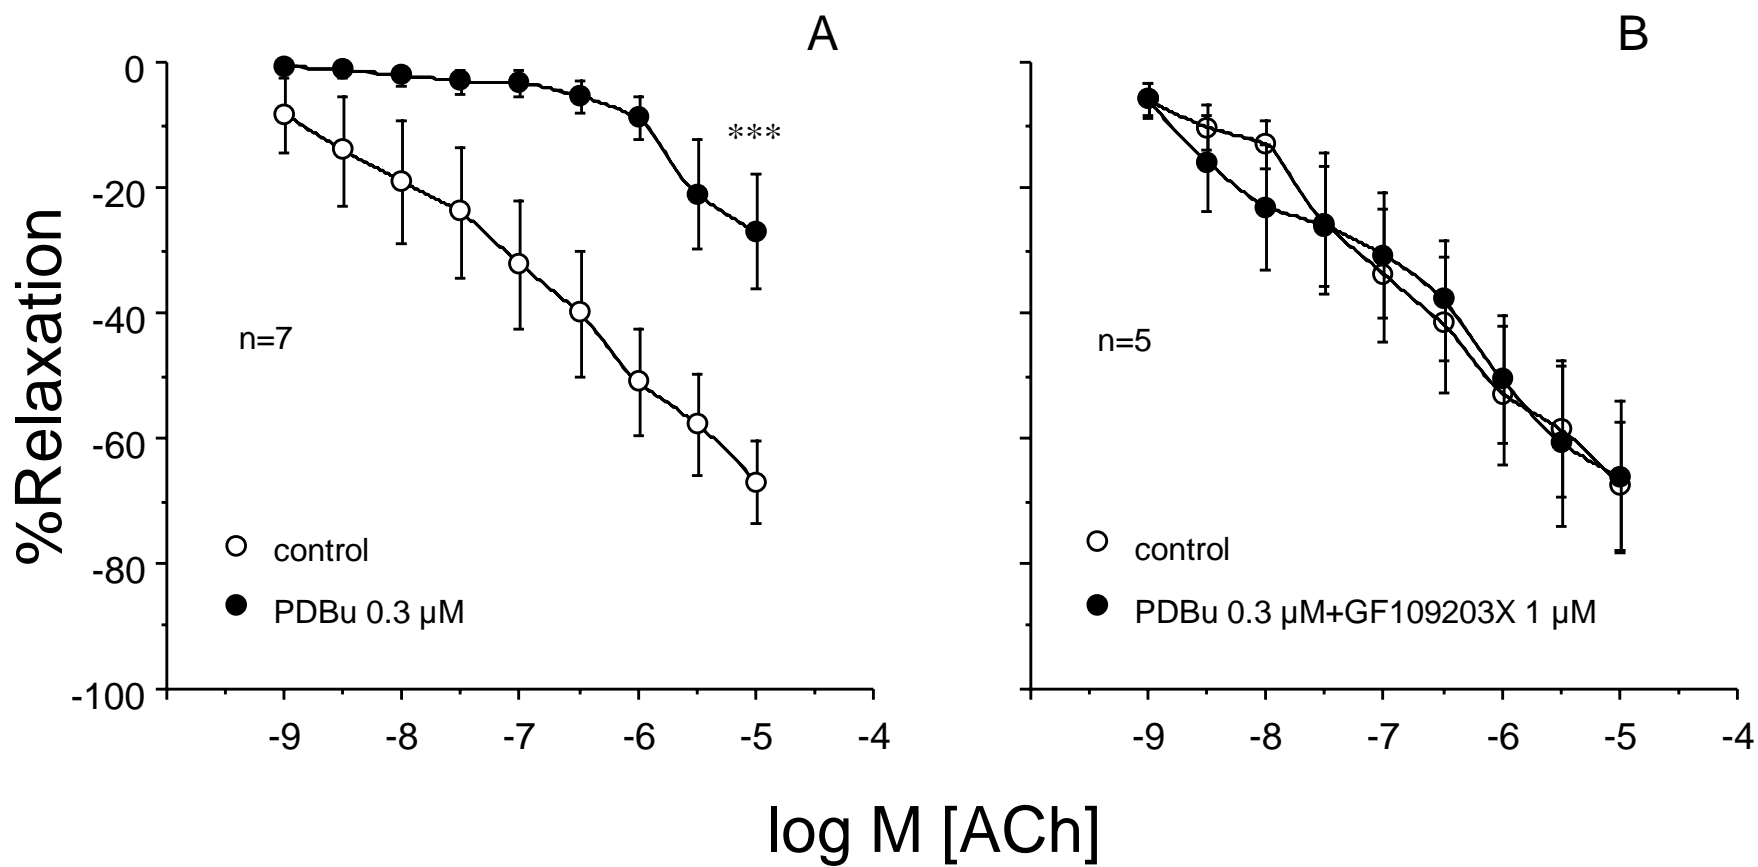 A
B
%Relaxation
0
-20
-40
-60
-80
-100
***
n=7
control
PDBu 0.3 µM
-9
-8
-7
-6
-5
-4
n=5
control
PDBu 0.3 µM+GF109203X 1 µM
-9
-8
-7
-6
-5
-4
log M [ACh]